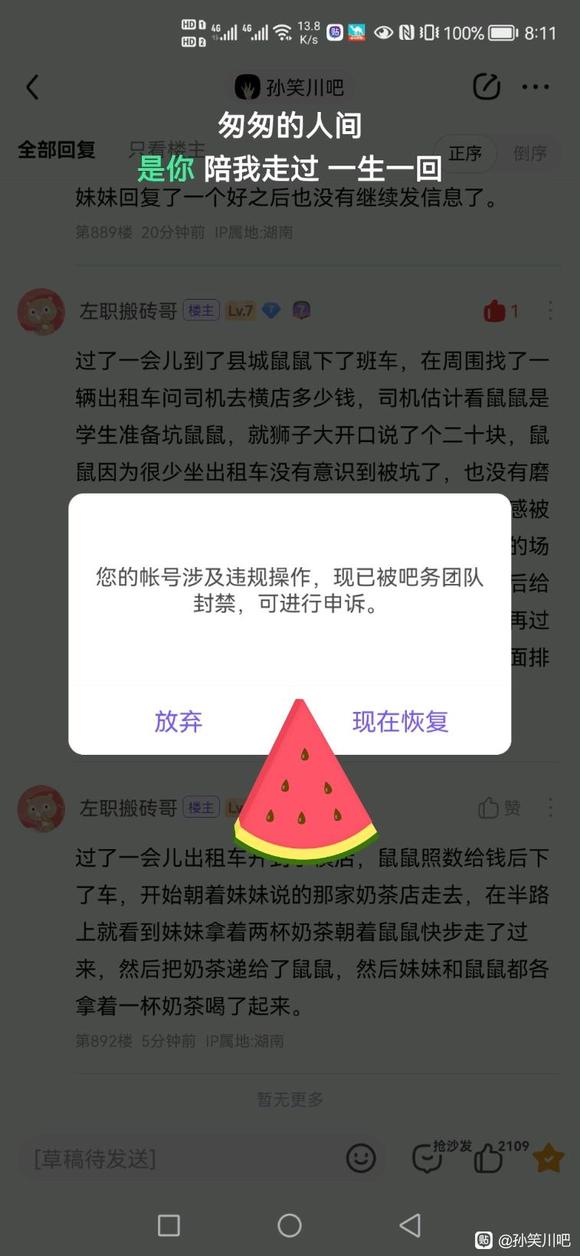 HD 1 4G 4G 13.8 K/s 100% 8:11
HD 2
孙笑川吧
匆匆的人间
全部回复 只看楼主 正序 倒序
是你 陪我走过 一生一回
妹妹回复了一个好之后也没有继续发信息了。
第889楼 20分钟前 IP属地:湖南
左职搬砖哥 楼主 Lv.7 1
过了一会儿到了县城鼠鼠下了班车，在周围找了一
辆出租车问司机去横店多少钱，司机估计看鼠鼠是
学生准备坑鼠鼠，就狮子大开口说了个二十块，鼠
鼠因为很少坐出租车没有意识到被坑了，也没有磨
感被
的场
后给
再过
面排
您的帐号涉及违规操作，现已被吧务团队
封禁，可进行申诉。
放弃 现在恢复
左职搬砖哥 楼主 赞
过了一会儿出租车开到了横店，鼠鼠照数给钱后下
了车，开始朝着妹妹说的那家奶茶店走去，在半路
上就看到妹妹拿着两杯奶茶朝着鼠鼠快步走了过
来，然后把奶茶递给了鼠鼠，然后妹妹和鼠鼠都各
拿着一杯奶茶喝了起来。
第892楼 5分钟前 IP属地:湖南
暂无更多
[草稿待发送] 抢沙发 2109
贴 @孙笑川吧